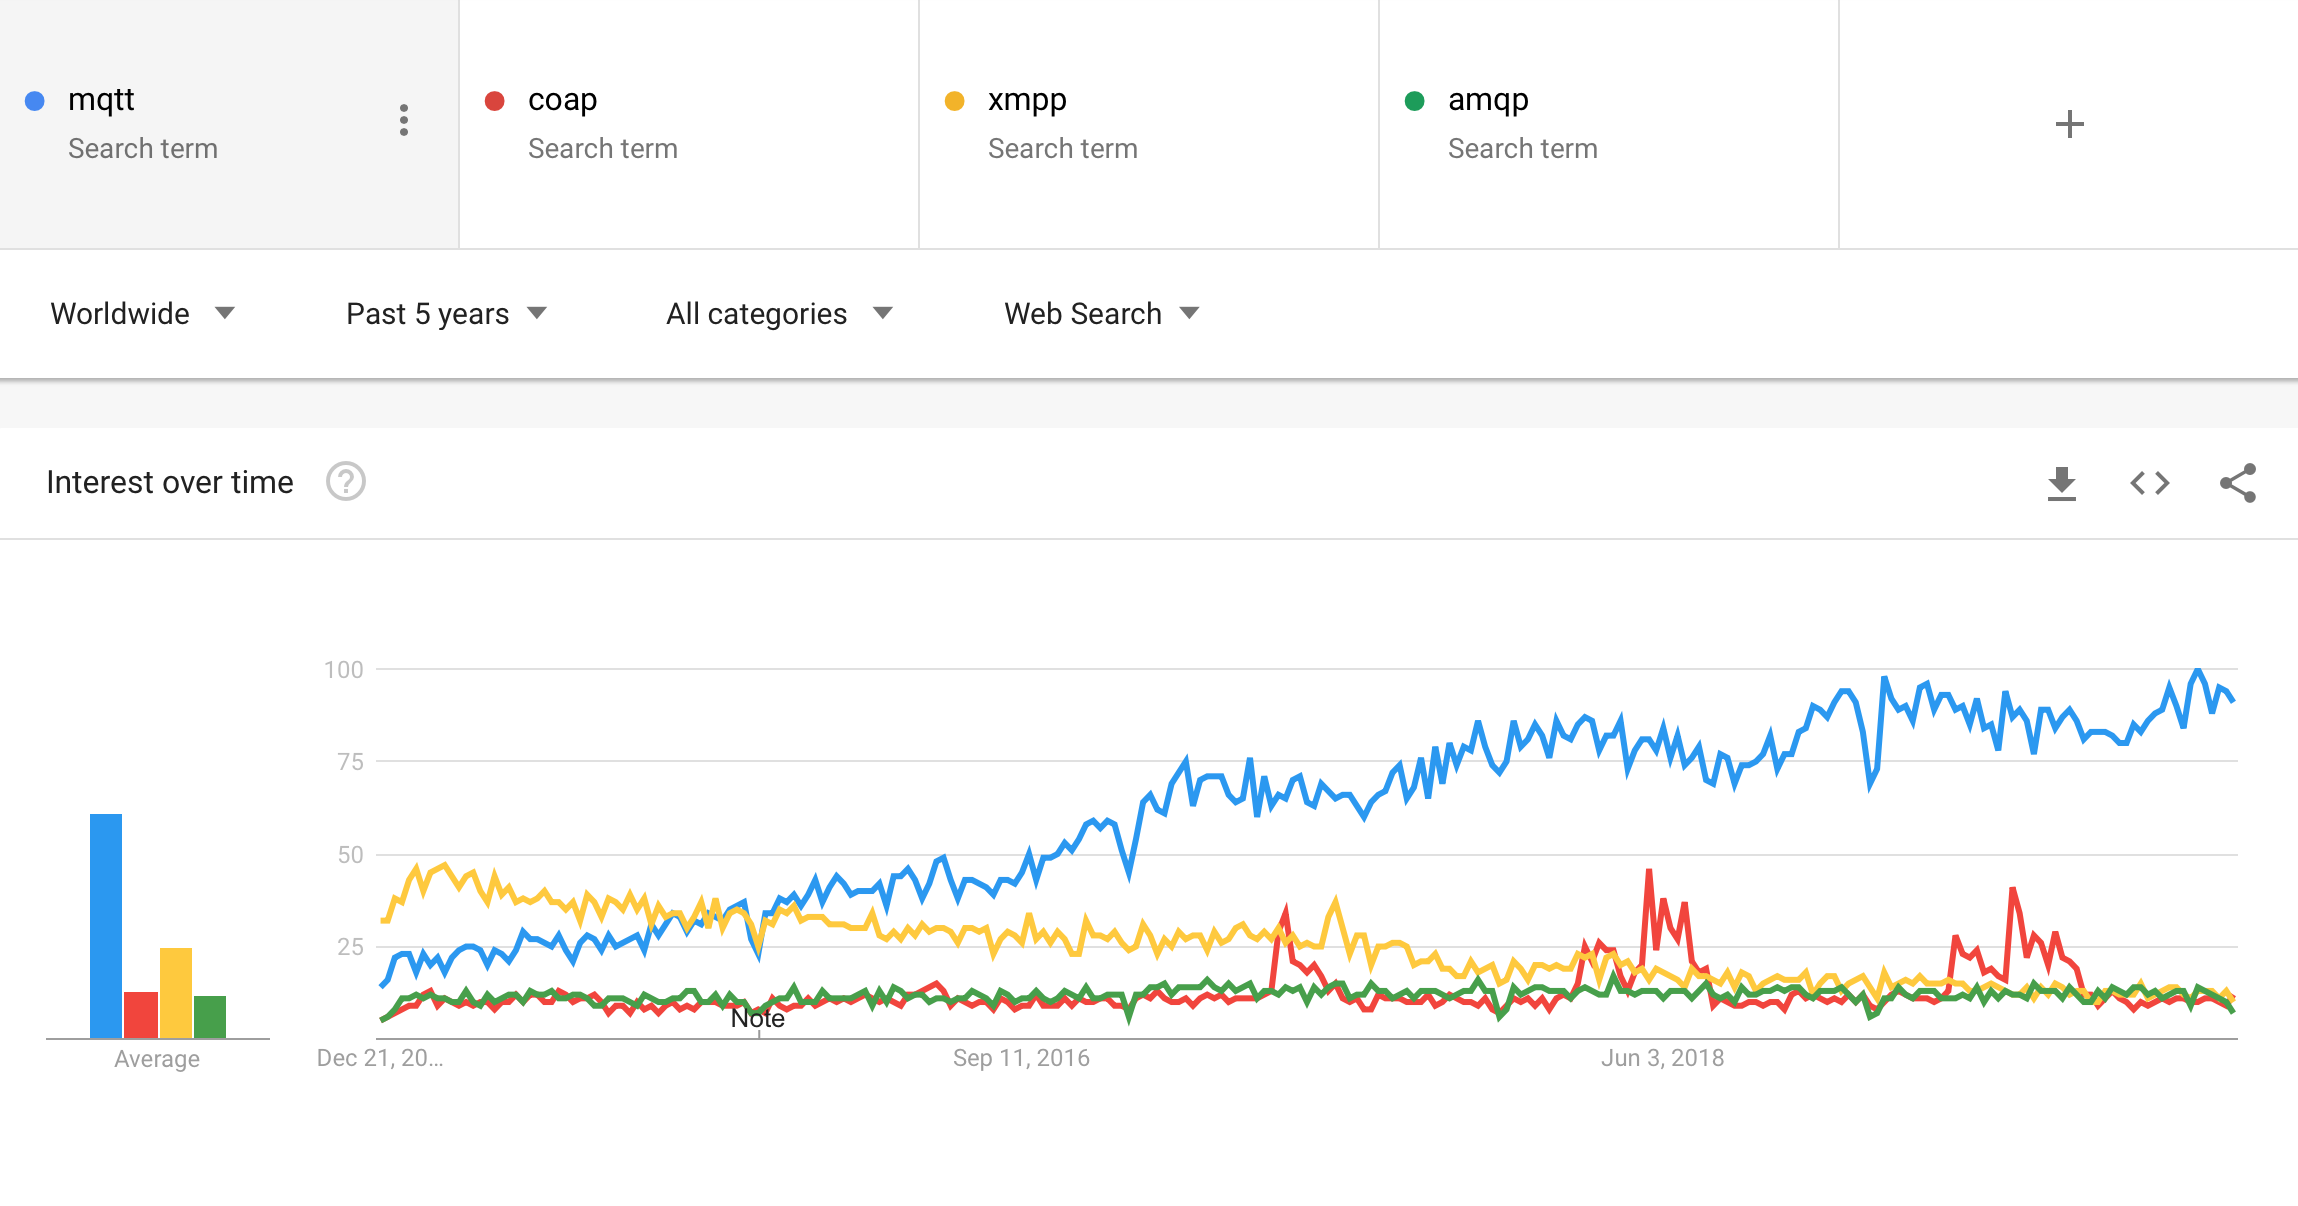 mqtt
Search term
coap
Search term
xmpp
Search term
amqp
Search term
Worldwide
Past 5 years
All categories
Web Search
Interest over time
100
75
50
25
Note
Average
Dec 21, 20...
Sep 11, 2016
Jun 3, 2018